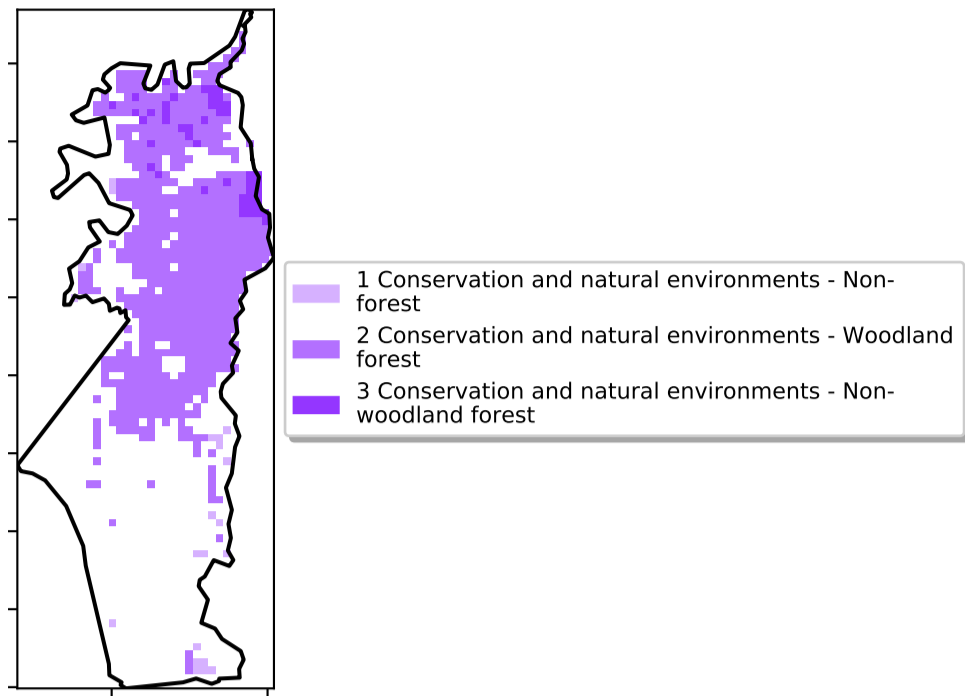 1 Conservation and natural environments - Non-
forest
2 Conservation and natural environments - Woodland
forest
3 Conservation and natural environments - Non-
woodland forest